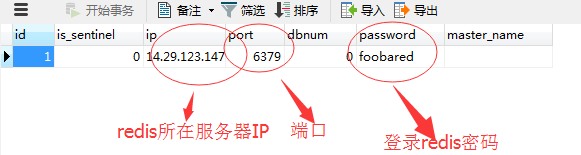 开始事务 备注 筛选 排序 导入 导出
id is_sentinel ip port dbnum password master_name
1 0 14.29.123.147 6379 0 foobared
redis所在服务器IP 端口 登录redis密码